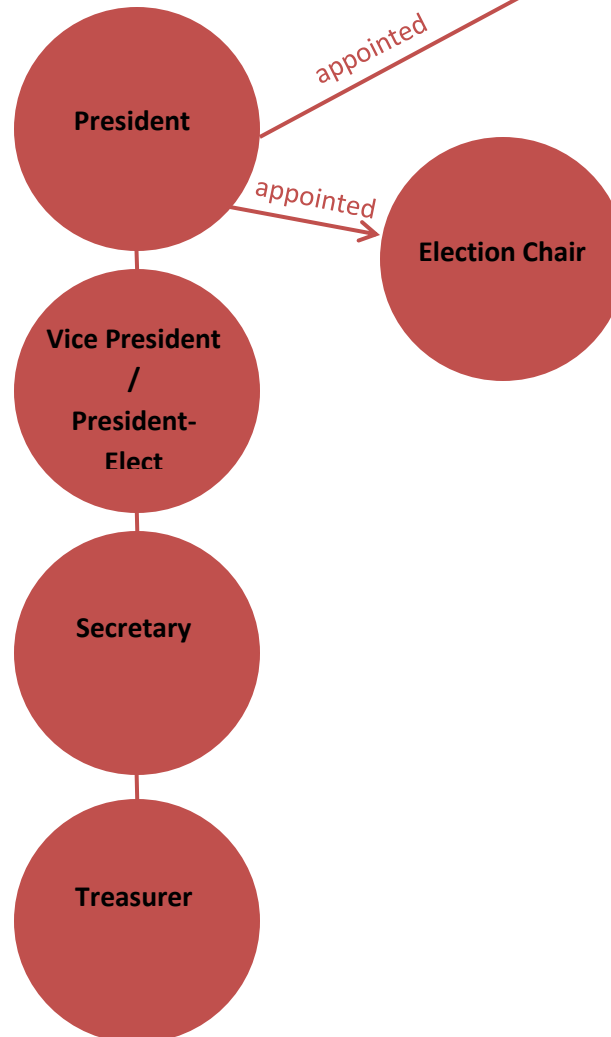 appointed
President
appointed
Election Chair
Vice President
/
President-
Elect
Secretary
Treasurer